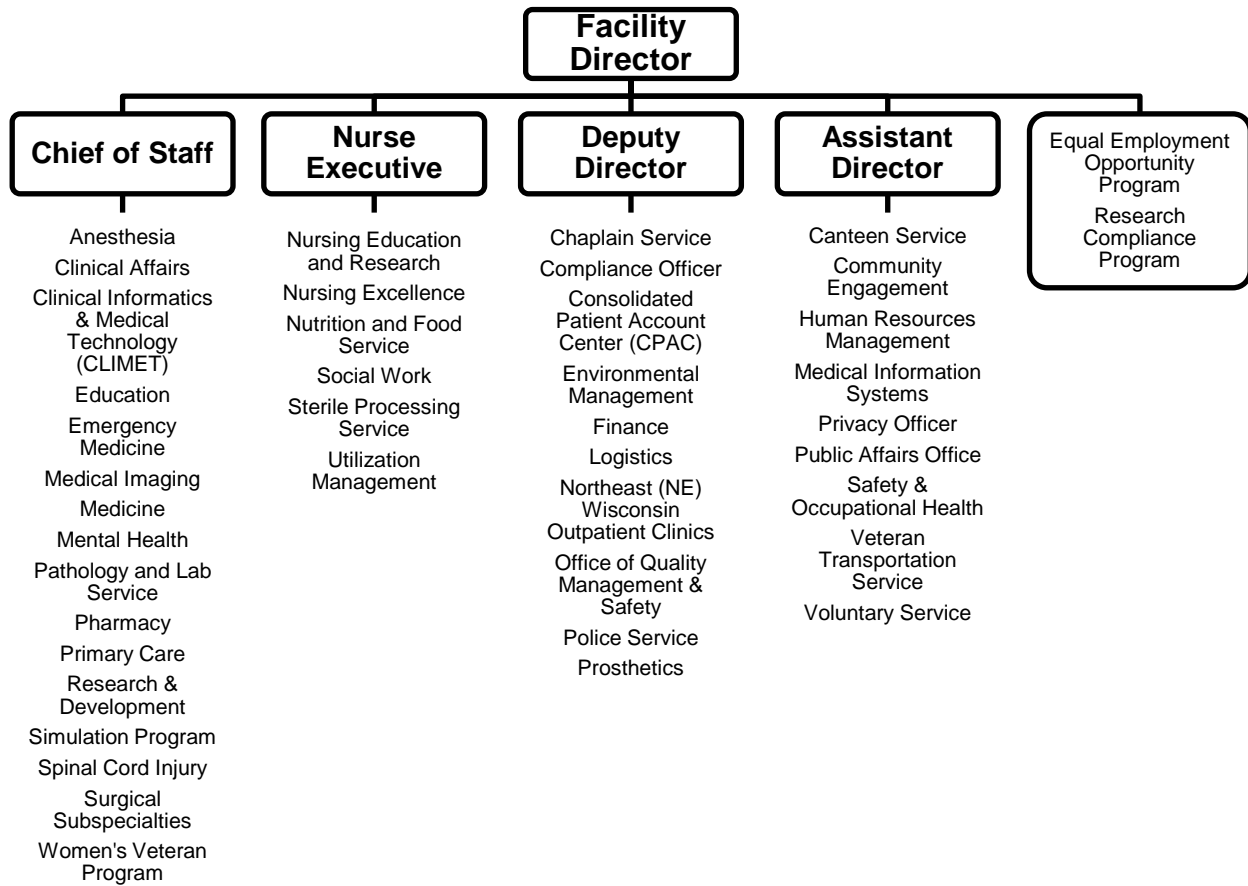 Facility
Director
Chief of Staff
Anesthesia
Clinical Affairs
Clinical Informatics
& Medical
Technology
(CLIMET)
Education
Emergency
Medicine
Medical Imaging
Medicine
Mental Health
Pathology and Lab
Service
Pharmacy
Primary Care
Research &
Development
Simulation Program
Spinal Cord Injury
Surgical
Subspecialties
Women's Veteran
Program
Nurse
Executive
Nursing Education
and Research
Nursing Excellence
Nutrition and Food
Service
Social Work
Sterile Processing
Service
Utilization
Management
Deputy
Director
Chaplain Service
Compliance Officer
Consolidated
Patient Account
Center (CPAC)
Environmental
Management
Finance
Logistics
Northeast (NE)
Wisconsin
Outpatient Clinics
Office of Quality
Management &
Safety
Police Service
Prosthetics
Assistant
Director
Canteen Service
Community
Engagement
Human Resources
Management
Medical Information
Systems
Privacy Officer
Public Affairs Office
Safety &
Occupational Health
Veteran
Transportation
Service
Voluntary Service
Equal Employment
Opportunity
Program
Research
Compliance
Program